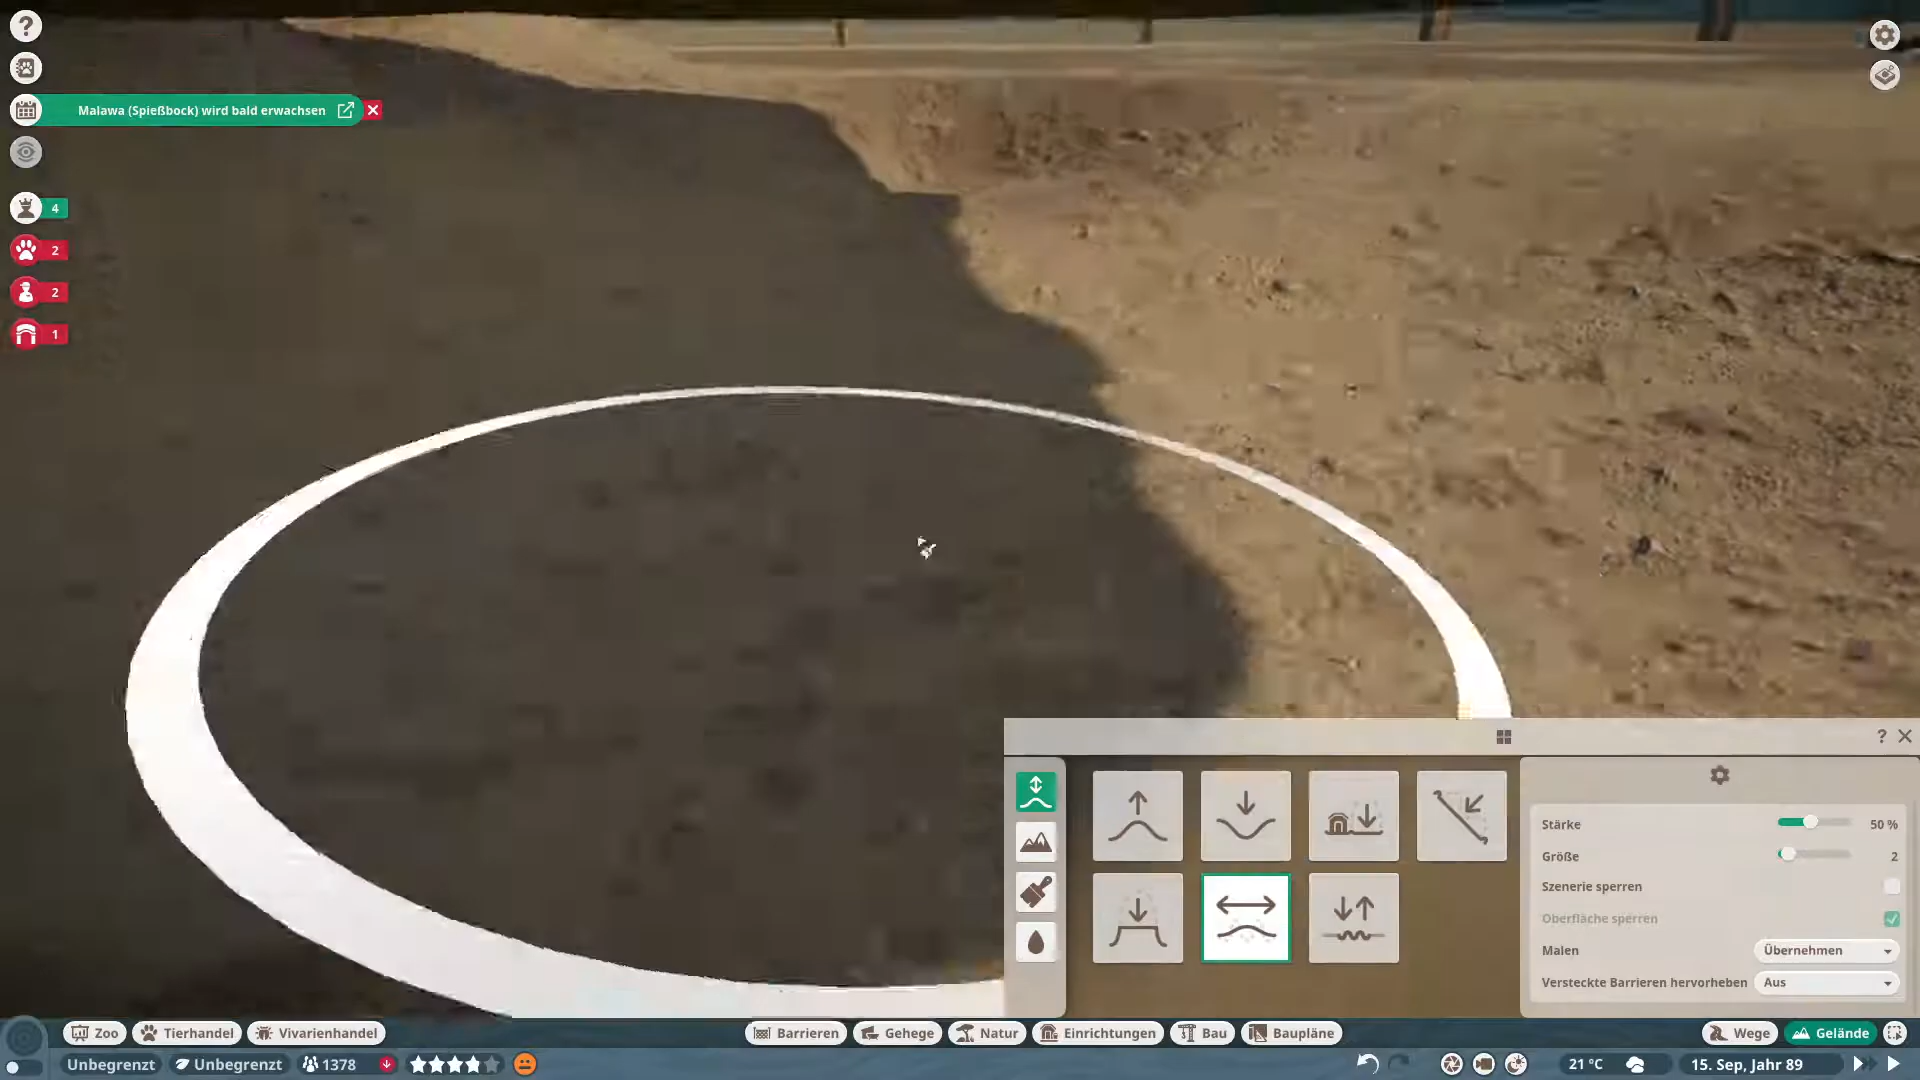 Malawa (Spießbock) wird bald erwachsen
4
2
2
1
Stärke
50 %
Größe
2
Szenerie sperren
Oberfläche sperren
Malen
Übernehmen
Versteckte Barrieren hervorheben
Aus
Zoo
Tierhandel
Vivarienhandel
Barrieren
Gehege
Natur
Einrichtungen
Bau
Baupläne
Wege
Gelände
Unbegrenzt
Unbegrenzt
1378
21 °C
15. Sep, Jahr 89